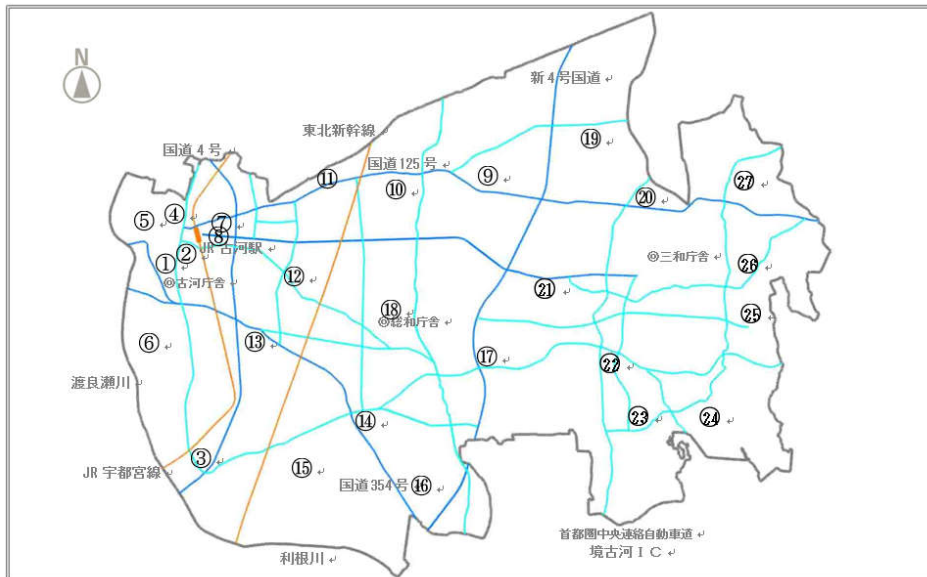 N
新4号国道
東北新幹線
⑲
国道4号
国道125号
⑪
⑩
⑨
㉗
⑳
⑤
④
⑦
⑧
JR古河駅
②
①
◎古河庁舎
⑫
◎三和庁舎
㉖
㉑
⑱
◎総和庁舎
㉕
⑥
⑬
⑰
㉒
渡良瀬川
⑭
㉓
㉔
③
JR宇都宮線
⑮
国道354号
⑯
利根川
首都圏中央連絡自動車道
境古河IC